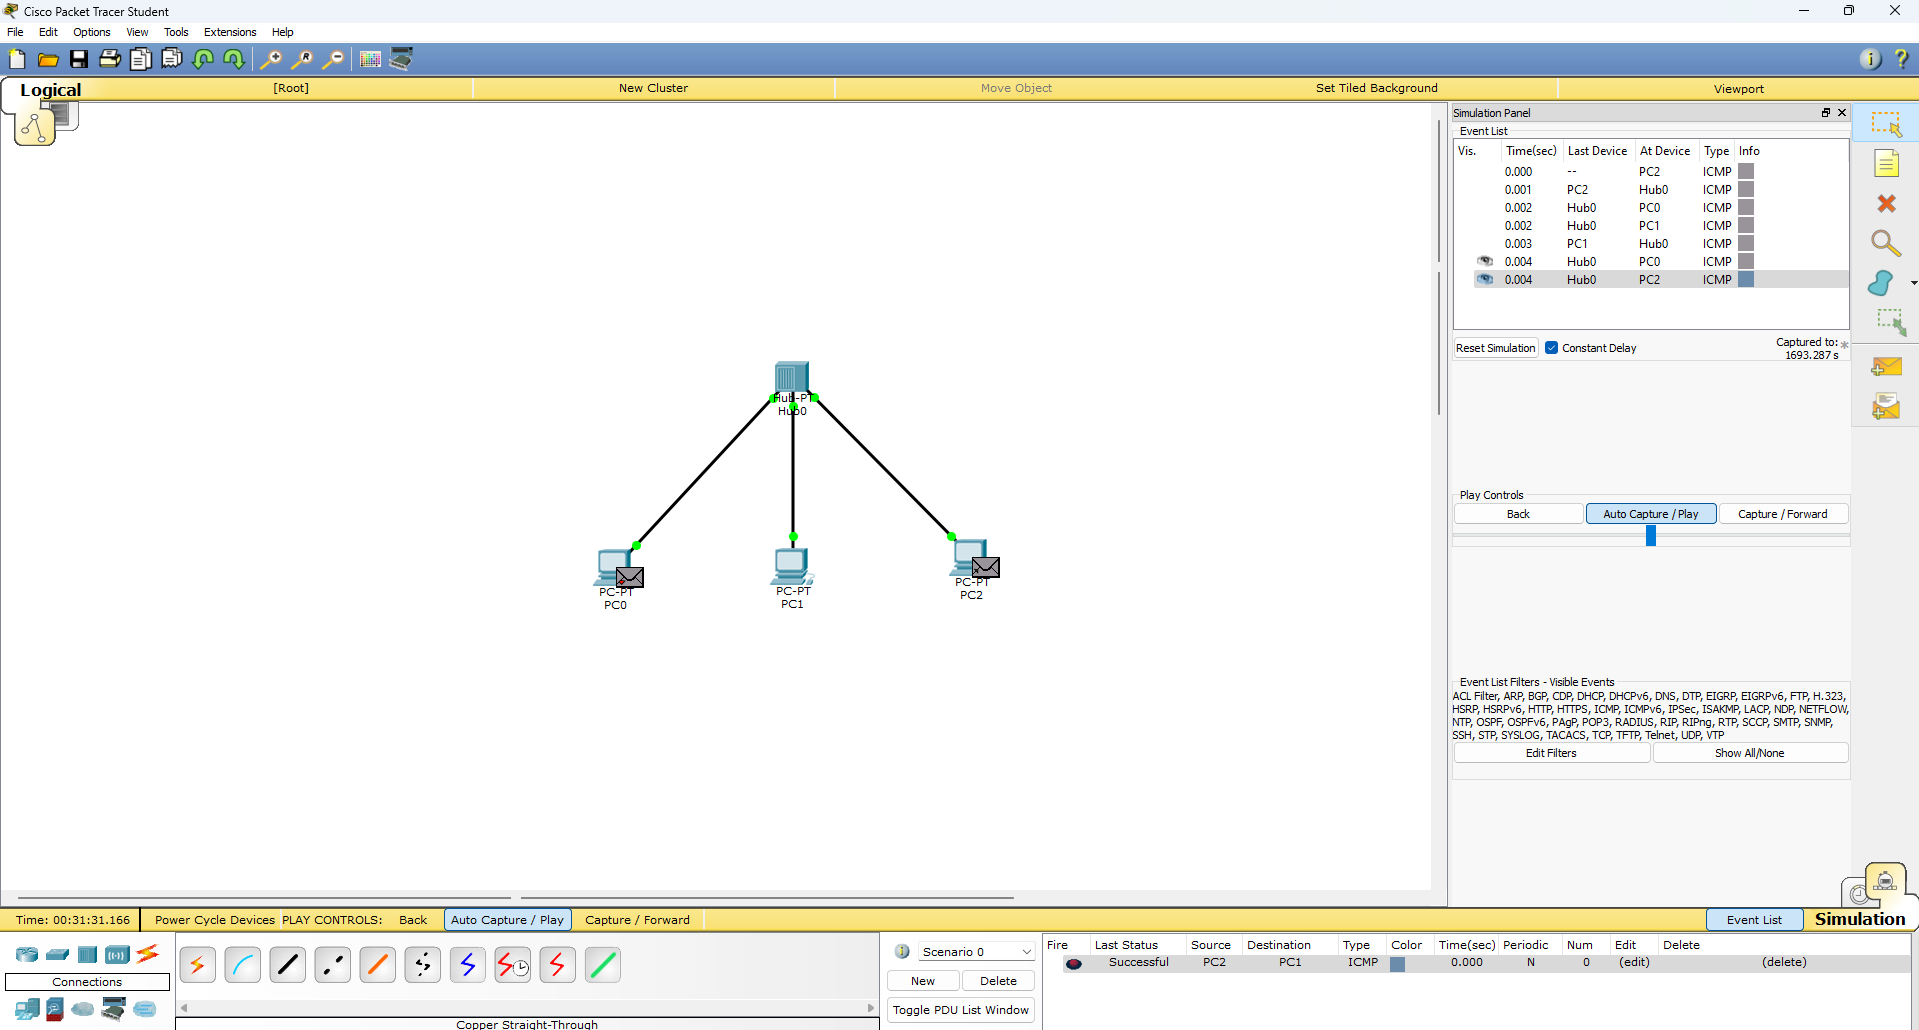 Cisco Packet Tracer Student
File Edit Options View Tools Extensions Help
Logical [Root] New Cluster Move Object Set Tiled Background Viewport
Hub-PT
Hub0
PC-PT
PC0
PC-PT
PC1
PC-PT
PC2
Simulation Panel
Event List
Vis. Time(sec) Last Device At Device Type Info
0.000 -- PC2 ICMP
0.001 PC2 Hub0 ICMP
0.002 Hub0 PC0 ICMP
0.002 Hub0 PC1 ICMP
0.003 PC1 Hub0 ICMP
0.004 Hub0 PC0 ICMP
0.004 Hub0 PC2 ICMP
Reset Simulation Constant Delay Captured to: *
1693.287 s
Play Controls
Back Auto Capture / Play Capture / Forward
Event List Filters - Visible Events
ACL Filter, ARP, BGP, CDP, DHCP, DHCPv6, DNS, DTP, EIGRP, EIGRPv6, FTP, H.323,
HSRP, HSRPv6, HTTP, HTTPS, ICMP, ICMPv6, IPSec, ISAKMP, LACP, NDP, NETFLOW,
NTP, OSPF, OSPFv6, PAgP, POP3, RADIUS, RIP, RIPng, RTP, SCCP, SMTP, SNMP,
SSH, STP, SYSLOG, TACACS, TCP, TFTP, Telnet, UDP, VTP
Edit Filters Show All/None
Time: 00:31:31.166 Power Cycle Devices PLAY CONTROLS: Back Auto Capture / Play Capture / Forward Event List Simulation
Connections
Copper Straight-Through
Scenario 0
New Delete
Toggle PDU List Window
Fire Last Status Source Destination Type Color Time(sec) Periodic Num Edit Delete
Successful PC2 PC1 ICMP 0.000 N 0 (edit) (delete)